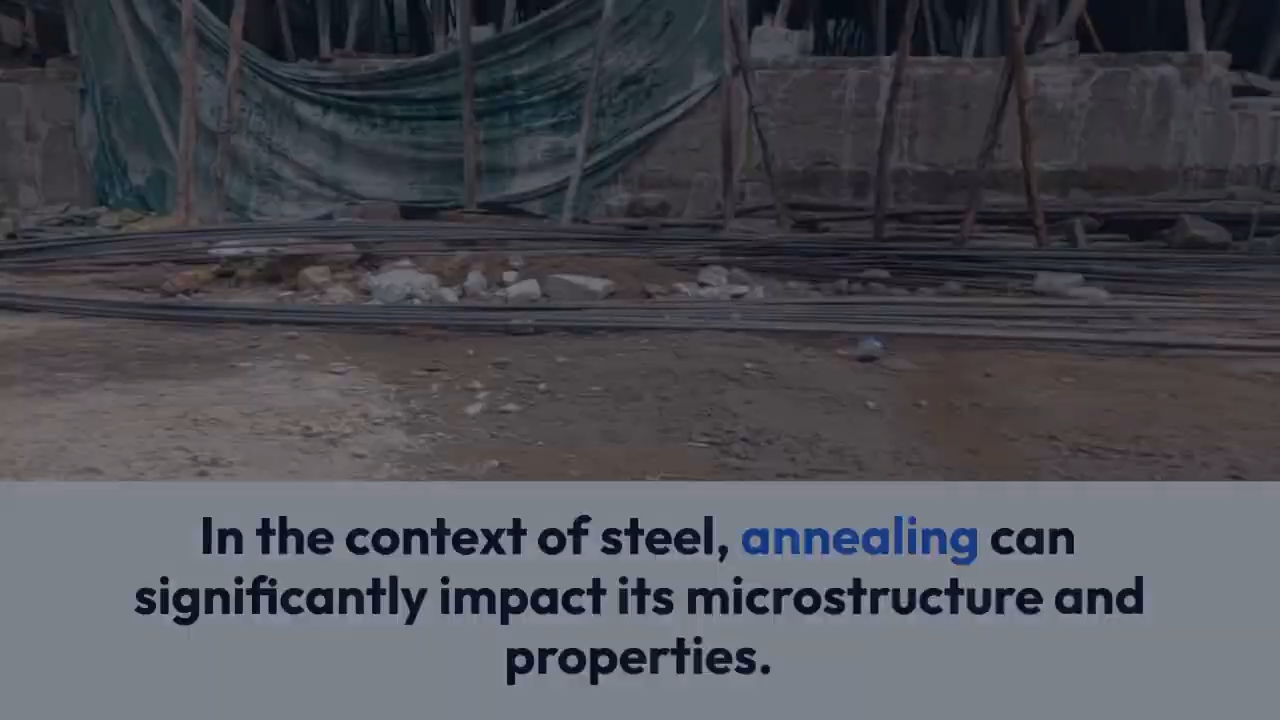 In the context of steel, annealing can
significantly impact its microstructure and
properties.